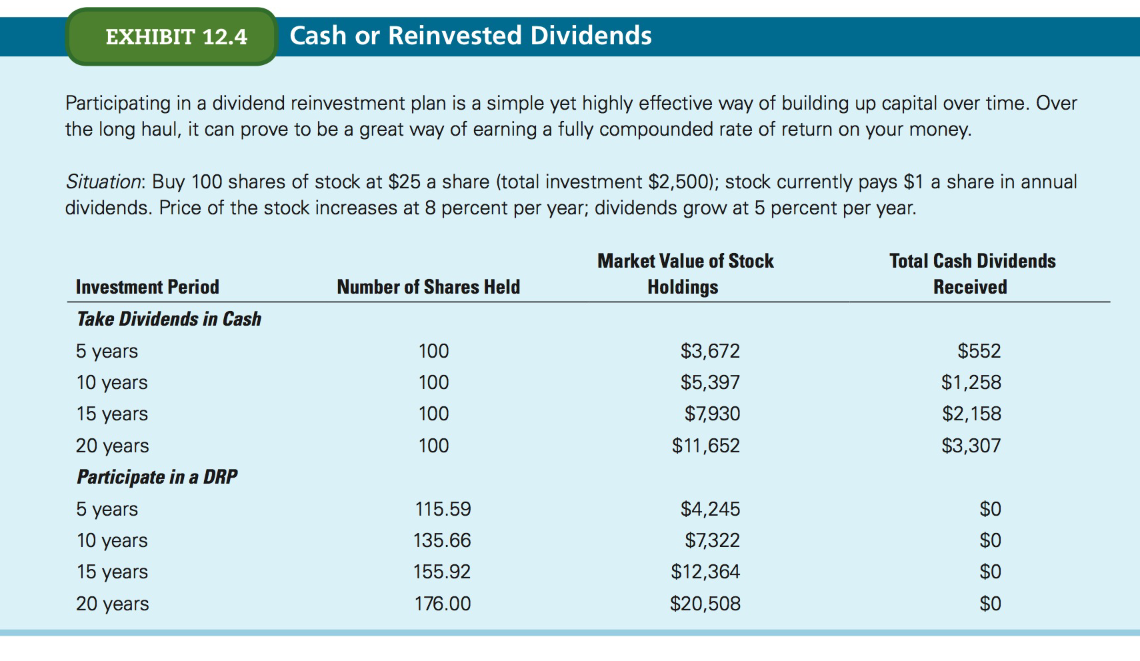 EXHIBIT 12.4 Cash or Reinvested Dividends
Participating in a dividend reinvestment plan is a simple yet highly effective way of building up capital over time. Over
the long haul, it can prove to be a great way of earning a fully compounded rate of return on your money.
Situation: Buy 100 shares of stock at $25 a share (total investment $2,500); stock currently pays $1 a share in annual
dividends. Price of the stock increases at 8 percent per year; dividends grow at 5 percent per year.
Market Value of Stock Total Cash Dividends
Investment Period Number of Shares Held Holdings Received
Take Dividends in Cash
5 years 100 $3,672 $552
10 years 100 $5,397 $1,258
15 years 100 $7,930 $2,158
20 years 100 $11,652 $3,307
Participate in a DRP
5 years 115.59 $4,245 $0
10 years 135.66 $7,322 $0
15 years 155.92 $12,364 $0
20 years 176.00 $20,508 $0